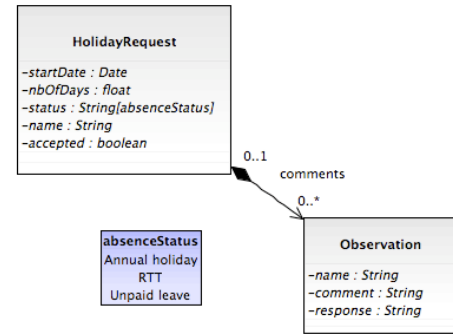 HolidayRequest
-startDate : Date
-nbOfDays : float
-status : String[absenceStatus]
-name : String
-accepted : boolean
0..1
comments
0..*
absenceStatus
Annual holiday
RTT
Unpaid leave
Observation
-name : String
-comment : String
-response : String